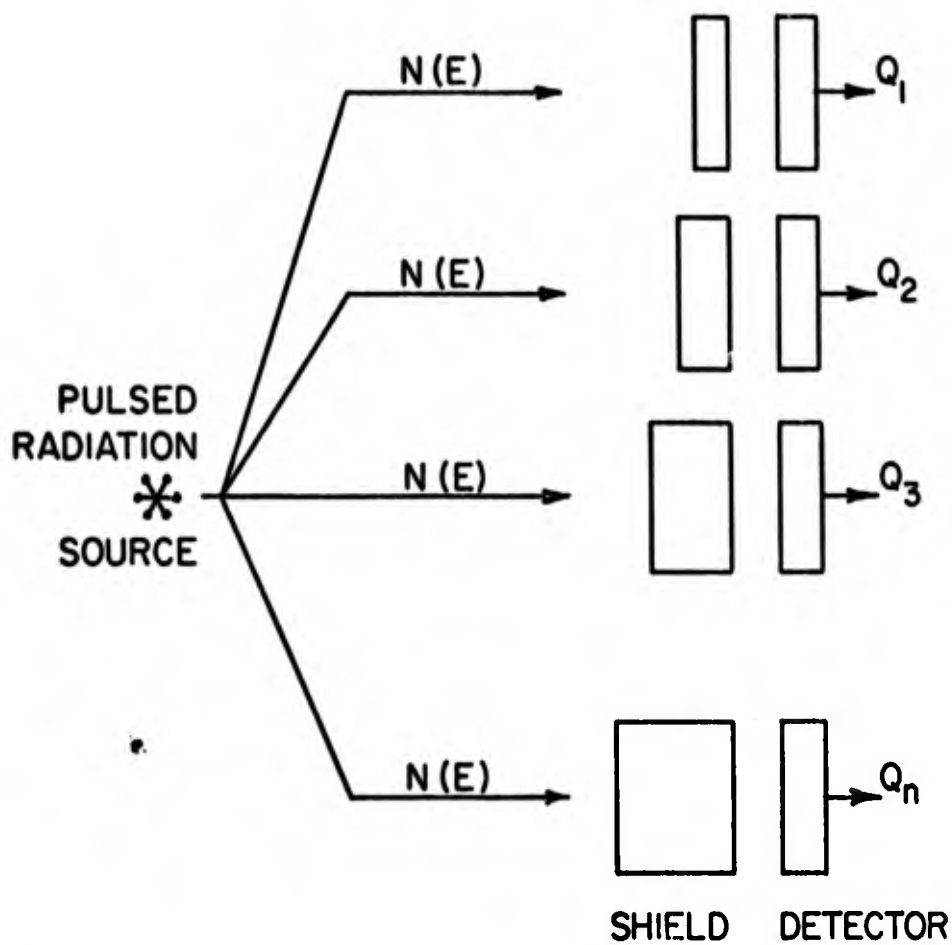 N(E)
Q₁
N(E)
Q₂
PULSED
RADIATION
SOURCE
N(E)
Q₃
N(E)
Qₙ
SHIELD
DETECTOR